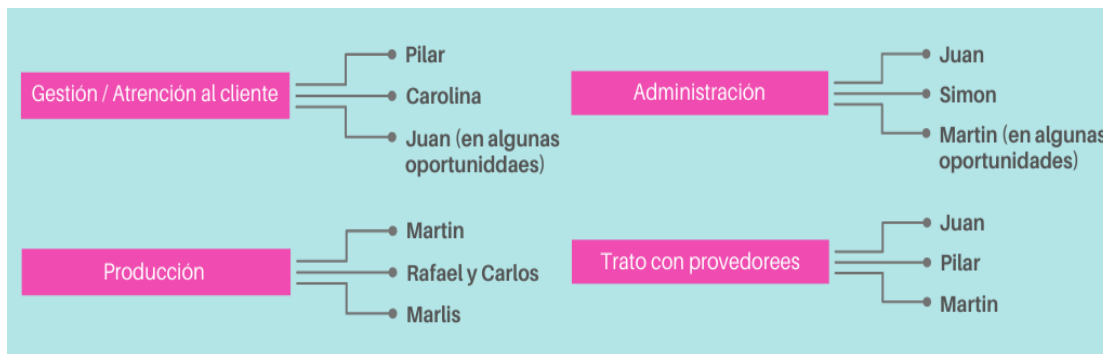 Gestión / Atrención al cliente
Pilar
Carolina
Juan (en algunas
oportuniddaes)
Administración
Juan
Simon
Martin (en algunas
oportunidades)
Producción
Martin
Rafael y Carlos
Marlis
Trato con provedorees
Juan
Pilar
Martin